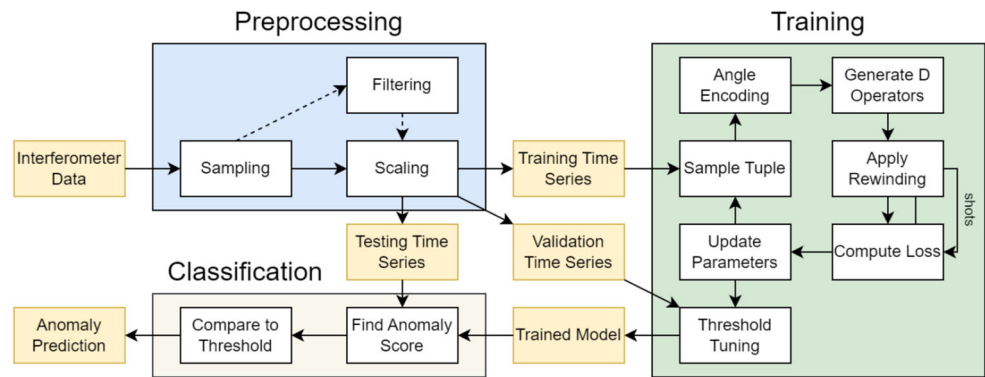 Preprocessing
Training
Filtering
Angle
Encoding
Generate D
Operators
Interferometer
Data
Sampling
Scaling
Training Time
Series
Sample Tuple
Apply
Rewinding
shots
Testing Time
Series
Validation
Time Series
Update
Parameters
Compute Loss
Classification
Anomaly
Prediction
Compare to
Threshold
Find Anomaly
Score
Trained Model
Threshold
Tuning